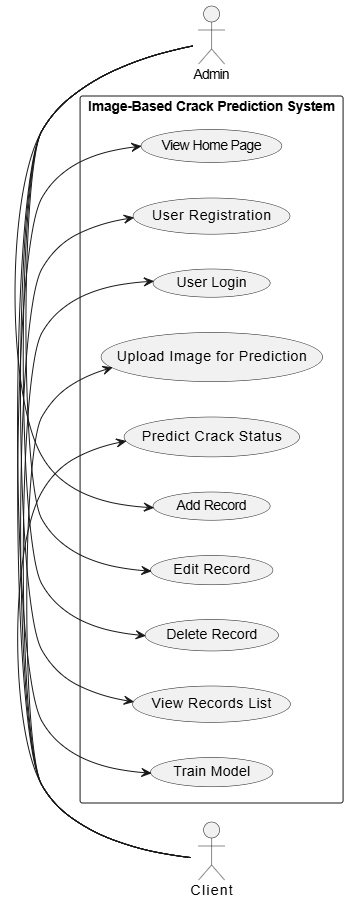 Admin
Image-Based Crack Prediction System
View Home Page
User Registration
User Login
Upload Image for Prediction
Predict Crack Status
Add Record
Edit Record
Delete Record
View Records List
Train Model
Client